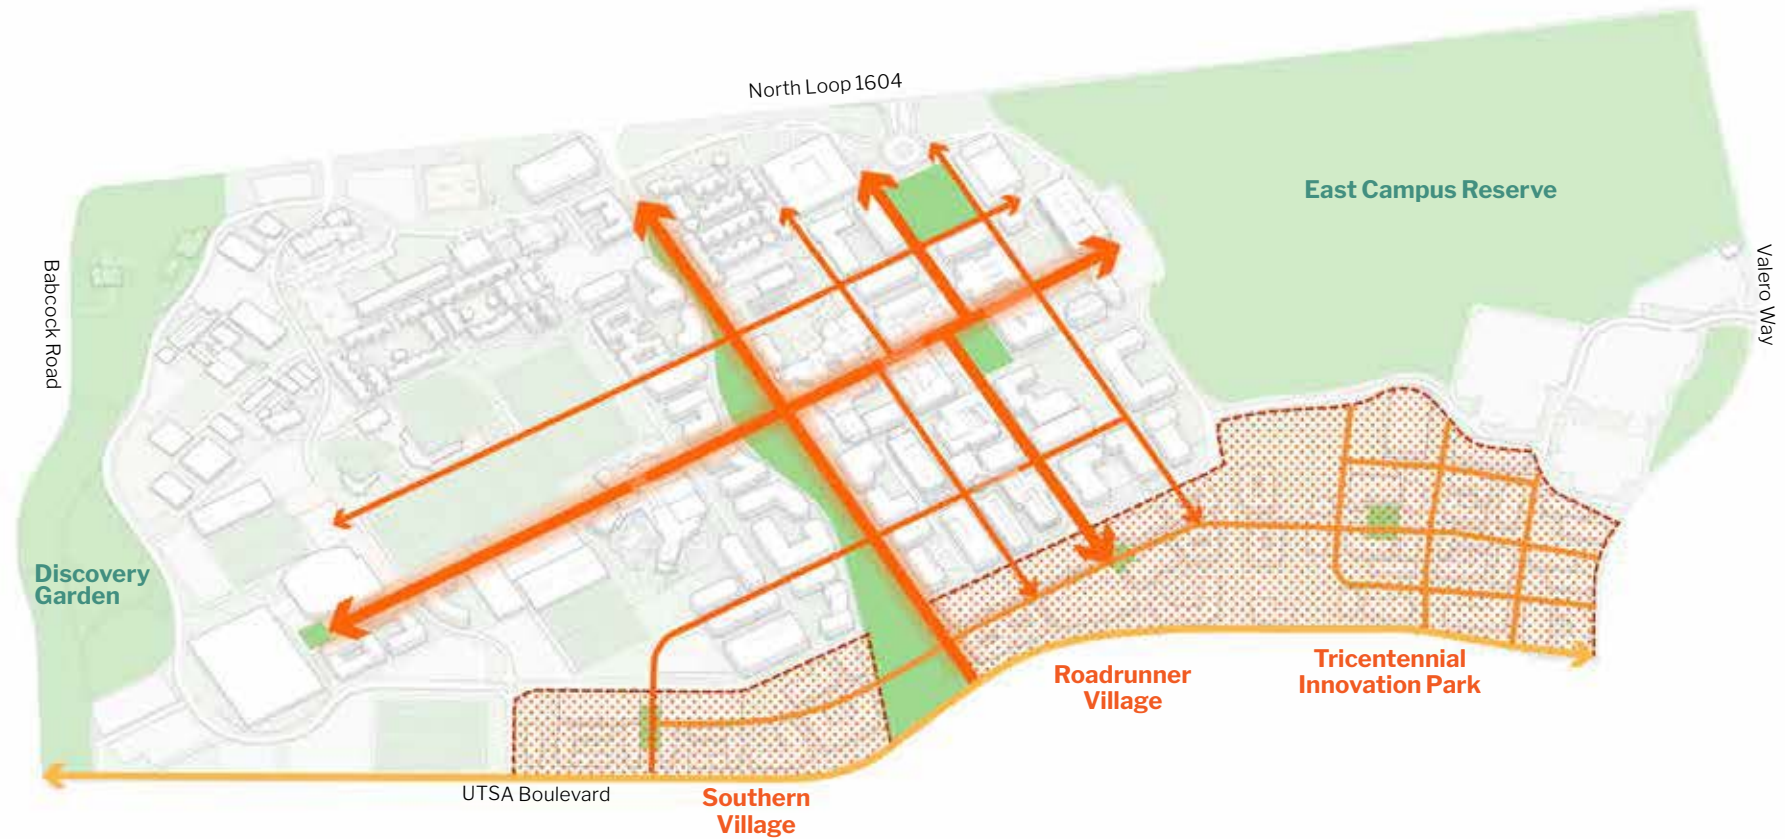 North Loop 1604
East Campus Reserve
Babcock Road
Valero Way
Discovery
Garden
Roadrunner
Village
Tricentennial
Innovation Park
UTSA Boulevard
Southern
Village